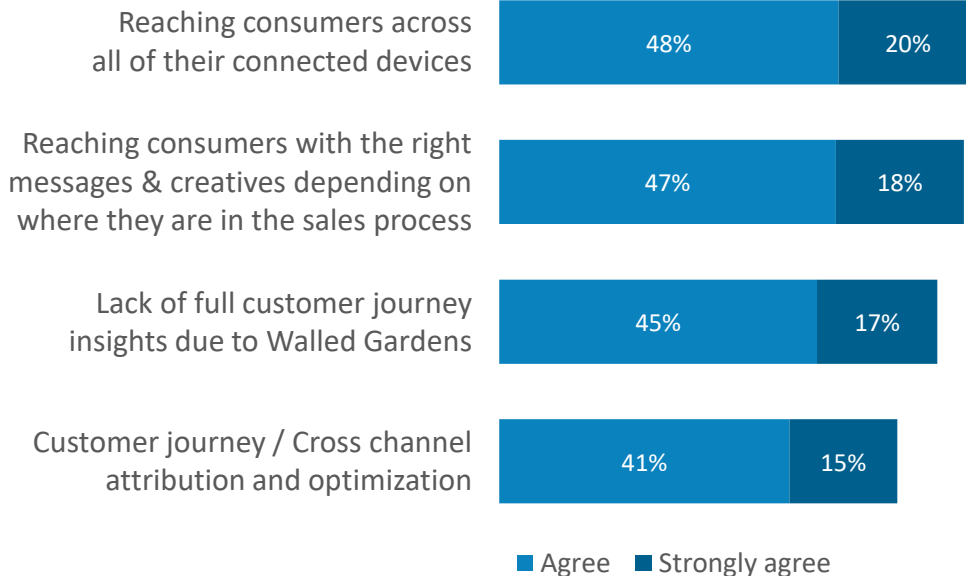 Reaching consumers across
all of their connected devices
48% 20%
Reaching consumers with the right
messages & creatives depending on
where they are in the sales process
47% 18%
Lack of full customer journey
insights due to Walled Gardens
45% 17%
Customer journey / Cross channel
attribution and optimization
41% 15%
Agree Strongly agree